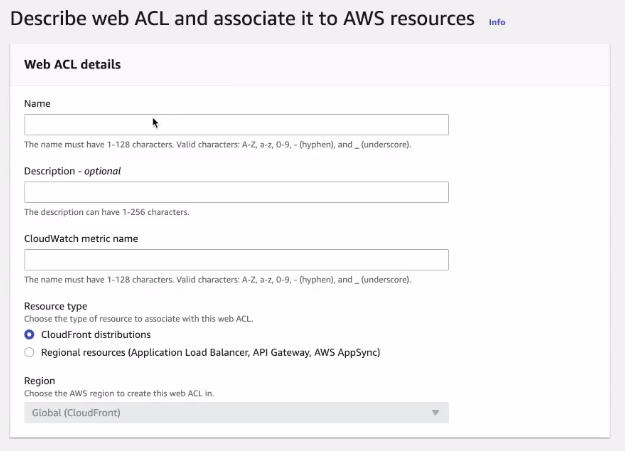 Describe web ACL and associate it to AWS resources Info
Web ACL details
Name
The name must have 1-128 characters. Valid characters: A-Z, a-z, 0-9, - (hyphen), and _ (underscore).
Description - optional
The description can have 1-256 characters.
CloudWatch metric name
The name must have 1-128 characters. Valid characters: A-Z, a-z, 0-9, - (hyphen), and _ (underscore).
Resource type
Choose the type of resource to associate with this web ACL.
CloudFront distributions
Regional resources (Application Load Balancer, API Gateway, AWS AppSync)
Region
Choose the AWS region to create this web ACL in.
Global (CloudFront)